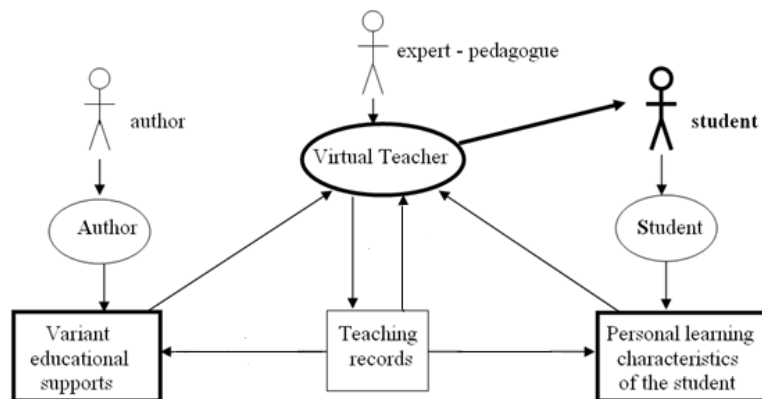 expert - pedagogue
author
student
Virtual Teacher
Author
Student
Variant
educational
supports
Teaching
records
Personal learning
characteristics
of the student